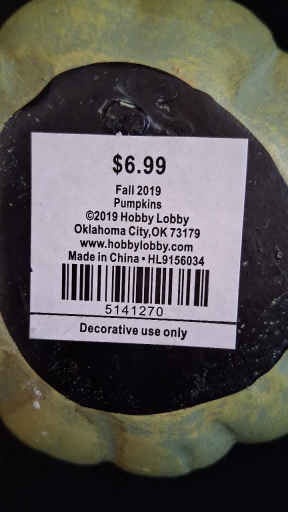 $6.99
Fall 2019
Pumpkins
©2019 Hobby Lobby
Oklahoma City,OK 73179
www.hobbylobby.com
Made in China • HL9156034
5141270
Decorative use only